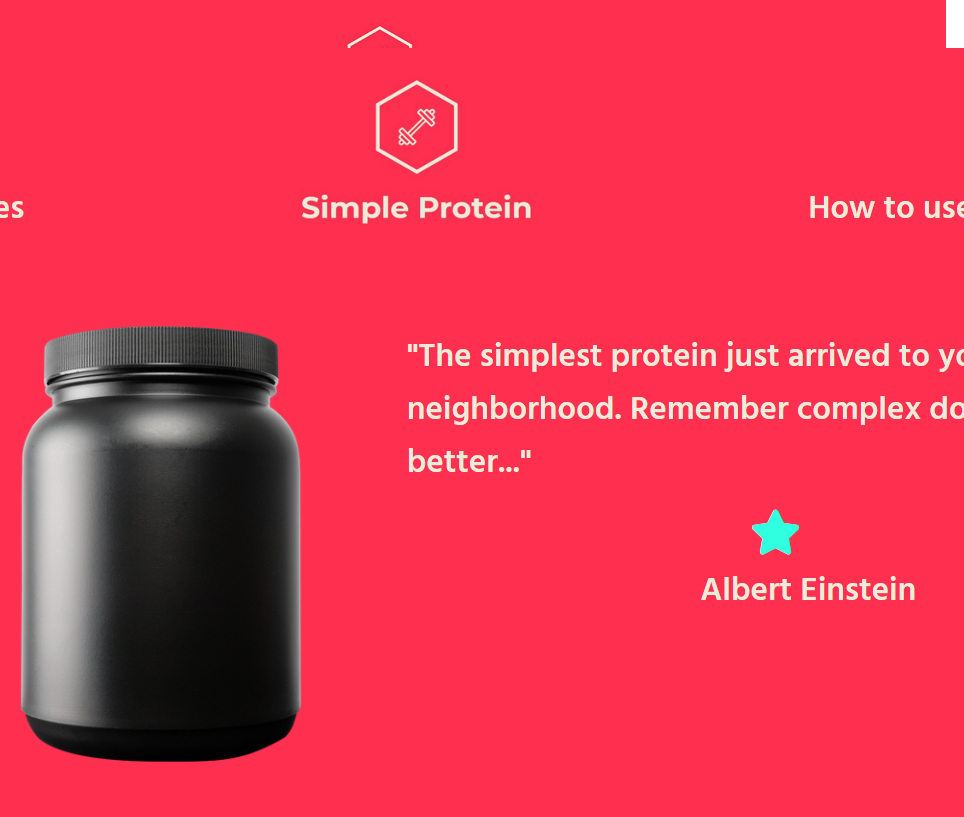 es
Simple Protein
How to use
"The simplest protein just arrived to yo
neighborhood. Remember complex do
better..."
Albert Einstein